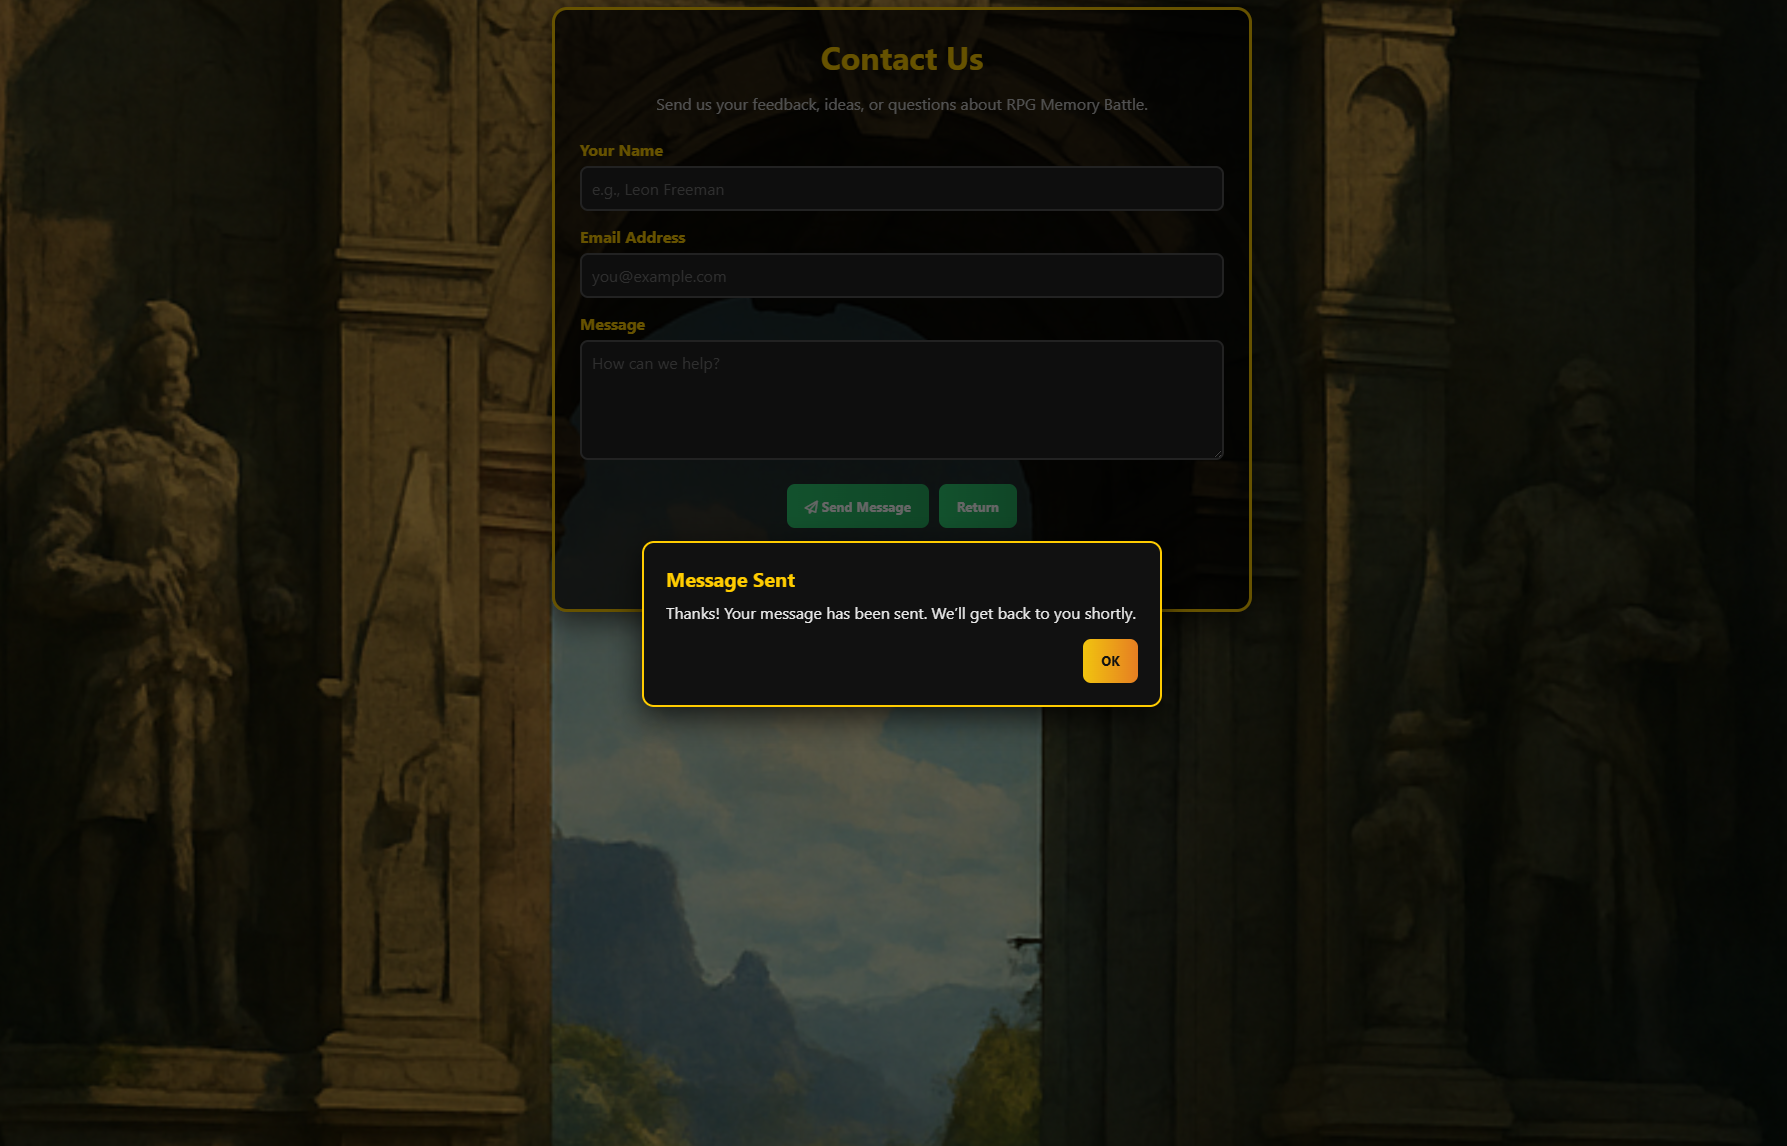 Contact Us
Send us your feedback, ideas, or questions about RPG Memory Battle.
Your Name
e.g., Leon Freeman
Email Address
you@example.com
Message
How can we help?
Send Message
Return
Message Sent
Thanks! Your message has been sent. We’ll get back to you shortly.
OK